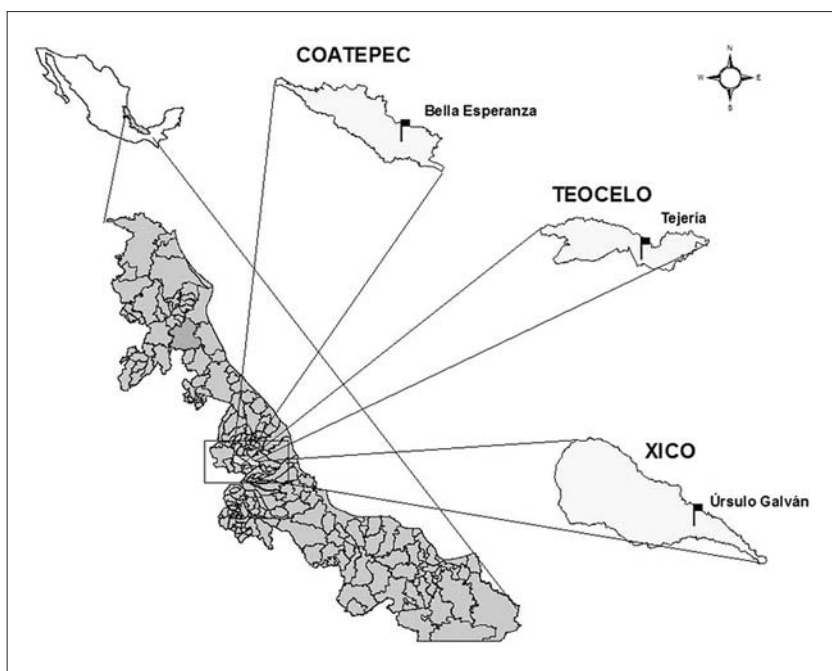 COATEPEC
Bella Esperanza
N
W
E
S
TEOCELO
Tejería
XICO
Úrsulo Galván